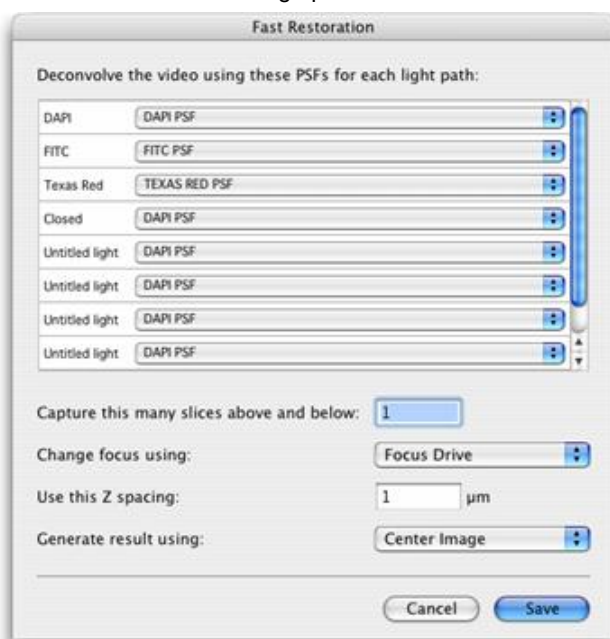 Fast Restoration
Deconvolve the video using these PSFs for each light path:
DAPI DAPI PSF
FITC FITC PSF
Texas Red TEXAS RED PSF
Closed DAPI PSF
Untitled light DAPI PSF
Untitled light DAPI PSF
Untitled light DAPI PSF
Untitled light DAPI PSF
Capture this many slices above and below: 1
Change focus using: Focus Drive
Use this Z spacing: 1 µm
Generate result using: Center Image
Cancel Save